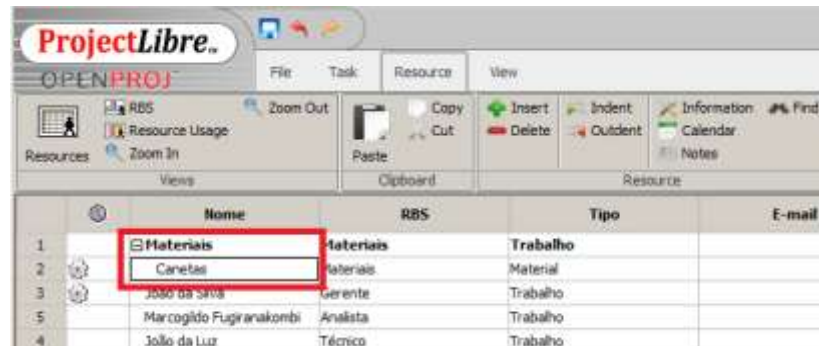 ProjectLibre
OPENPROJ
File Task Resource View
RBS Zoom Out Copy Insert Indent Information Find
Resource Usage Cut Delete Outdent Calendar
Resources Zoom In Paste Notes
Views Clipboard Resource
Nome RBS Tipo E-mail
1 Materiais Materiais Trabalho
2 Canetas Materiais Material
3 João da Silva Gerente Trabalho
5 Marcogildo Fugiranakombi Analista Trabalho
4 João da Luz Técnico Trabalho